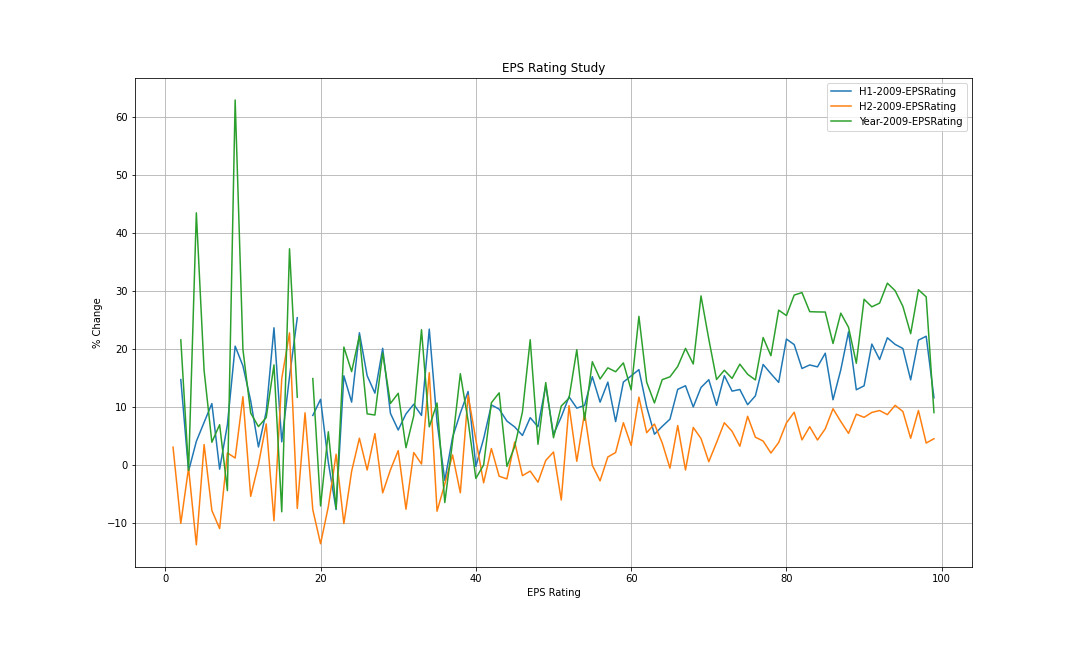 EPS Rating Study
H1-2009-EPSRating
H2-2009-EPSRating
Year-2009-EPSRating
% Change
60
50
40
30
20
10
0
−10
0 20 40 60 80 100
EPS Rating